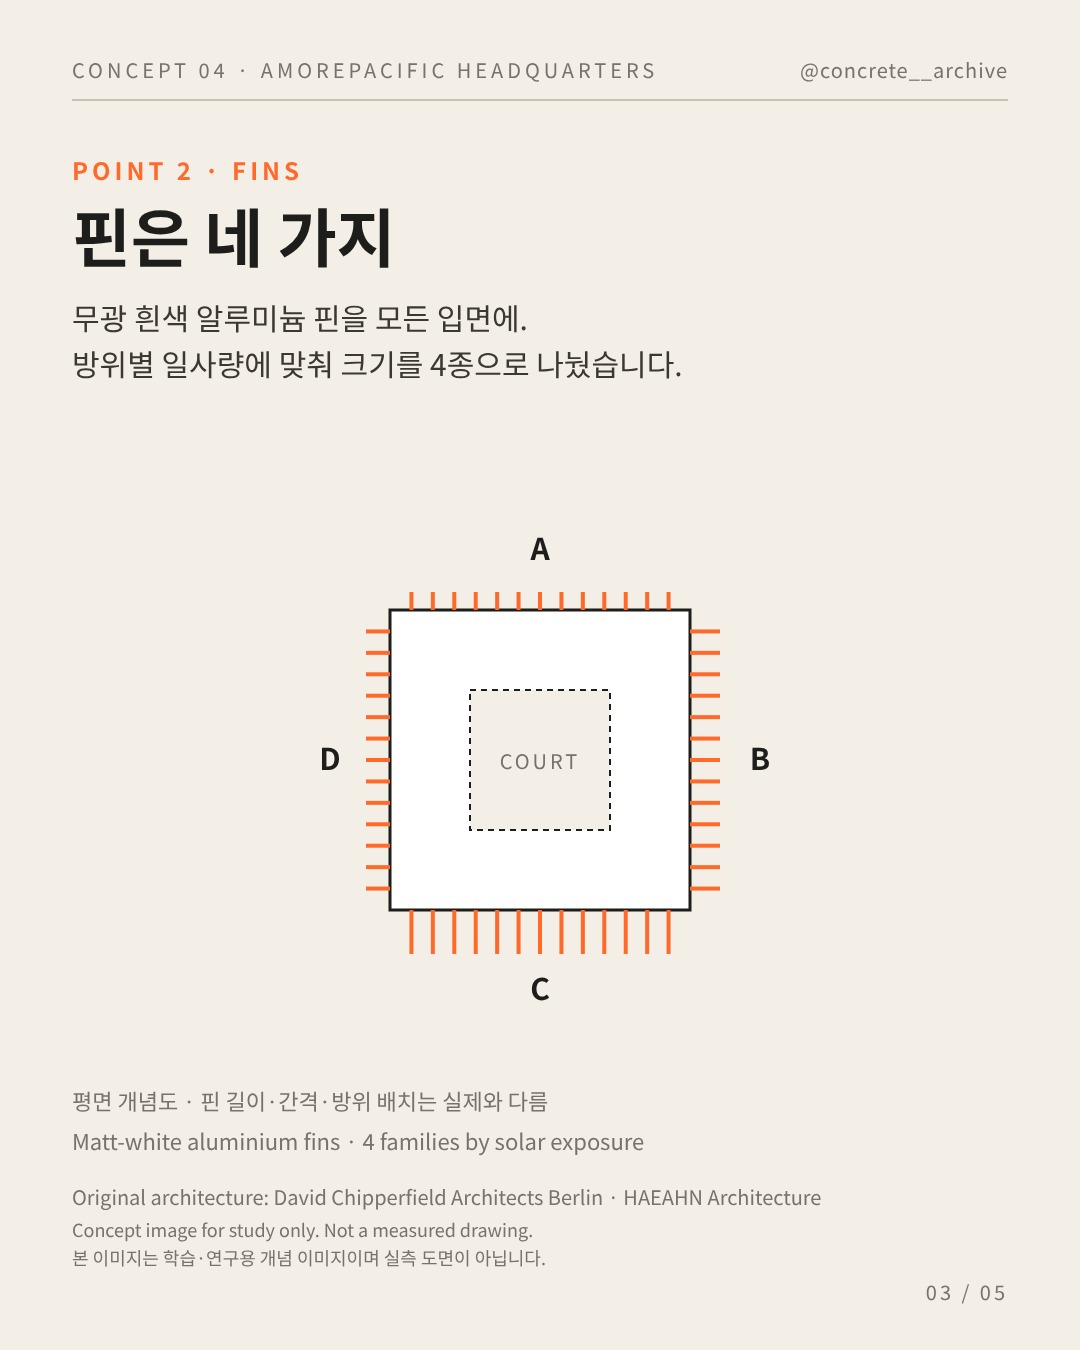 CONCEPT 04 · AMOREPACIFIC HEADQUARTERS
@concrete__archive
POINT 2 · FINS
핀은 네 가지
무광 흰색 알루미늄 핀을 모든 입면에.
방위별 일사량에 맞춰 크기를 4종으로 나눴습니다.
A
D
COURT
B
C
평면 개념도 · 핀 길이·간격·방위 배치는 실제와 다름
Matt-white aluminium fins · 4 families by solar exposure
Original architecture: David Chipperfield Architects Berlin · HAEAHN Architecture
Concept image for study only. Not a measured drawing.
본 이미지는 학습·연구용 개념 이미지이며 실측 도면이 아닙니다.
03 / 05